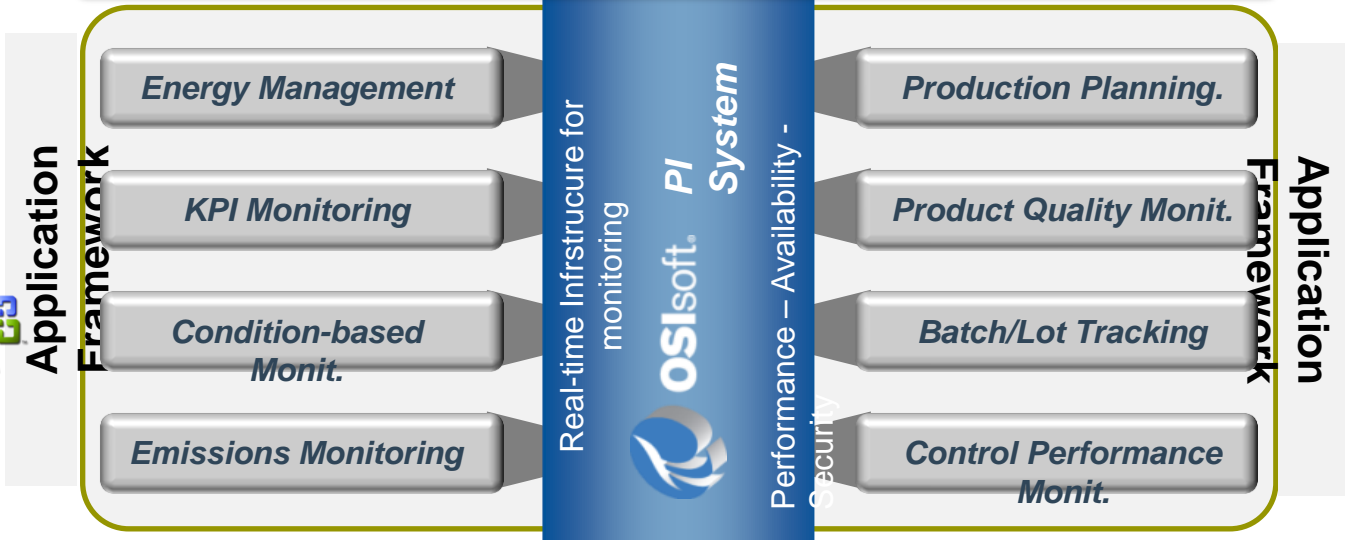 Application
Framework
Energy Management
KPI Monitoring
Condition-based
Monit.
Emissions Monitoring
Real-time Infrstrucure for
monitoring
OSIsoft. PI
System
Performance – Availability -
Security
Production Planning.
Product Quality Monit.
Batch/Lot Tracking
Control Performance
Monit.
Application
Framework